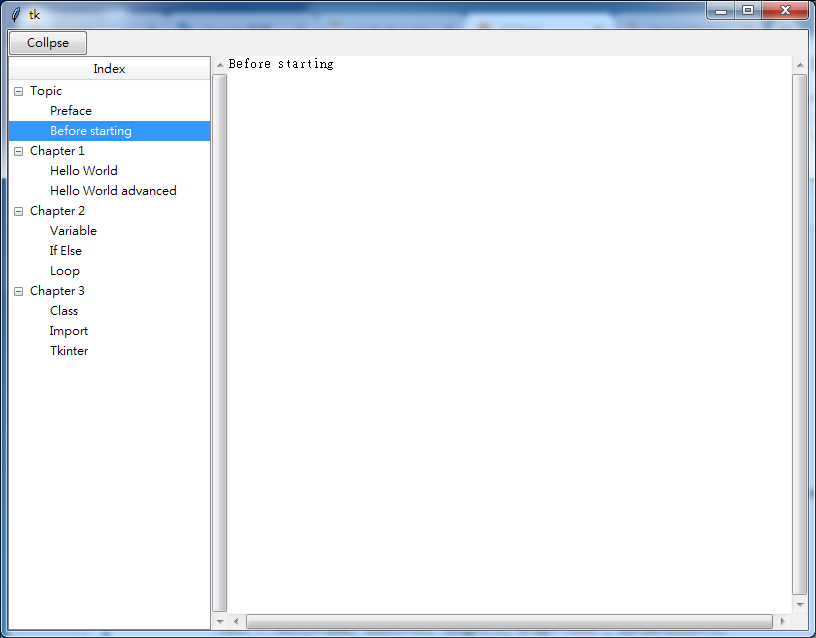 tk
Collpse
Index
Topic
Preface
Before starting
Chapter 1
Hello World
Hello World advanced
Chapter 2
Variable
If Else
Loop
Chapter 3
Class
Import
Tkinter
Before starting